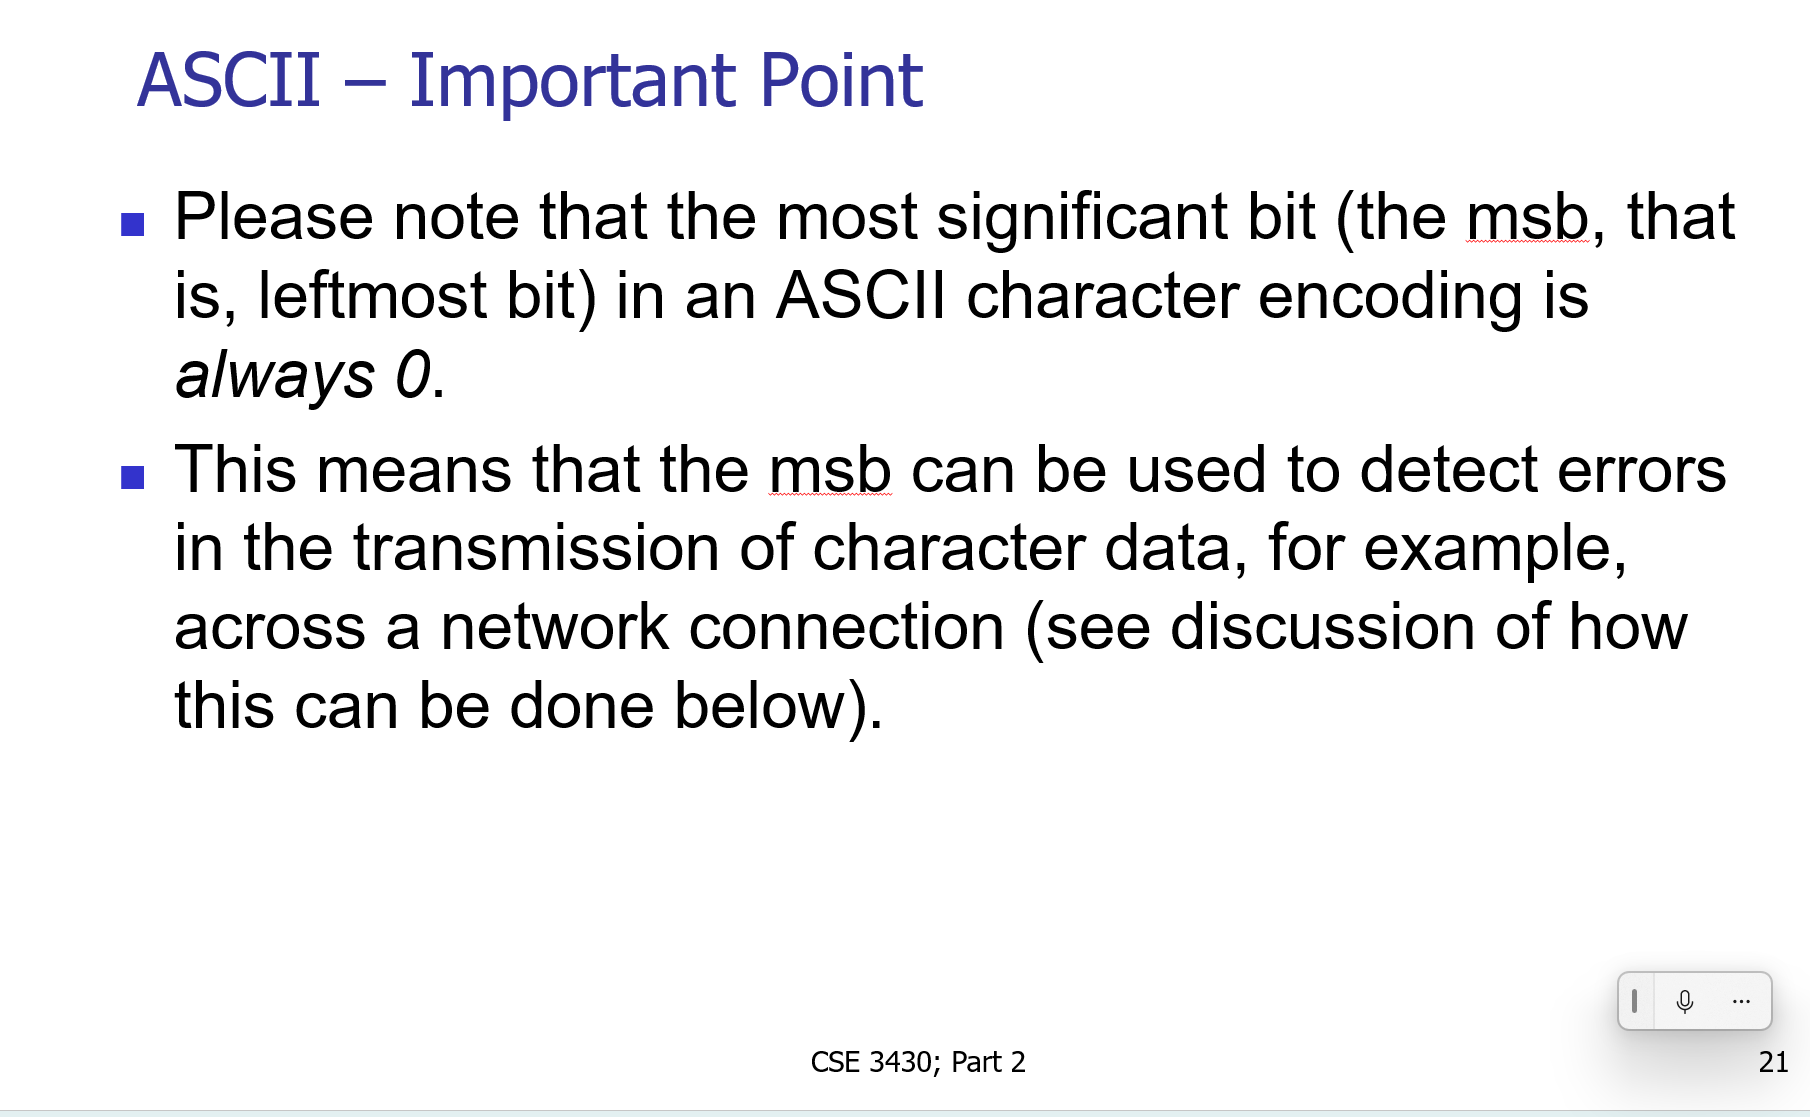 ASCII – Important Point
Please note that the most significant bit (the msb, that
is, leftmost bit) in an ASCII character encoding is
always 0.
This means that the msb can be used to detect errors
in the transmission of character data, for example,
across a network connection (see discussion of how
this can be done below).
CSE 3430; Part 2
21